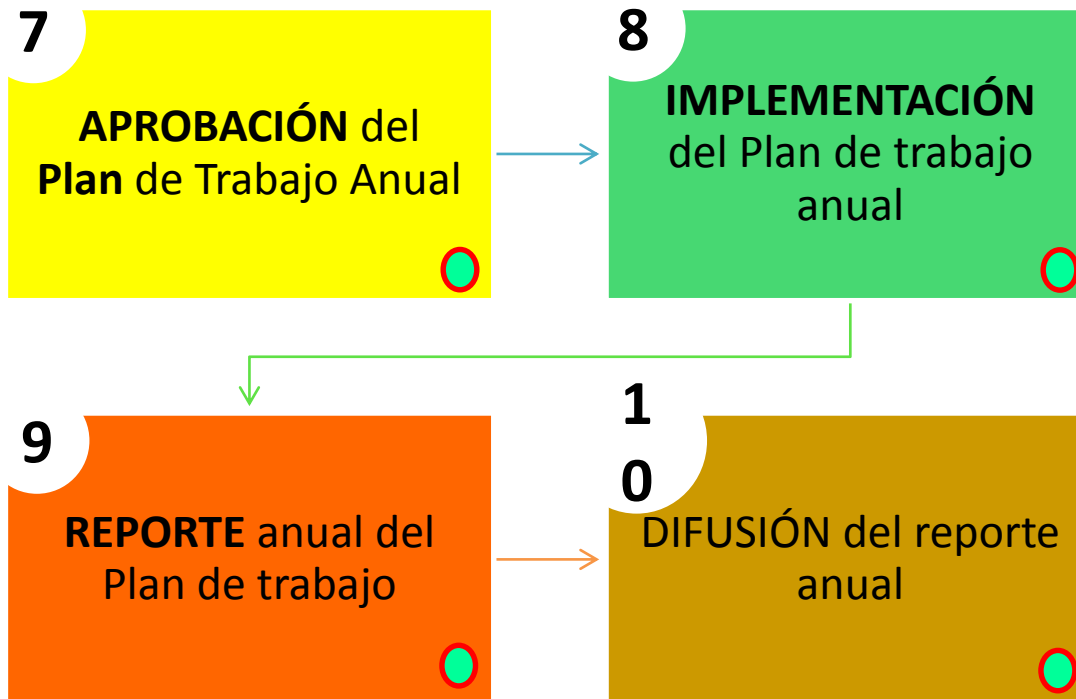 7
APROBACIÓN del
Plan de Trabajo Anual
8
IMPLEMENTACIÓN
del Plan de trabajo
anual
9
REPORTE anual del
Plan de trabajo
1
0
DIFUSIÓN del reporte
anual